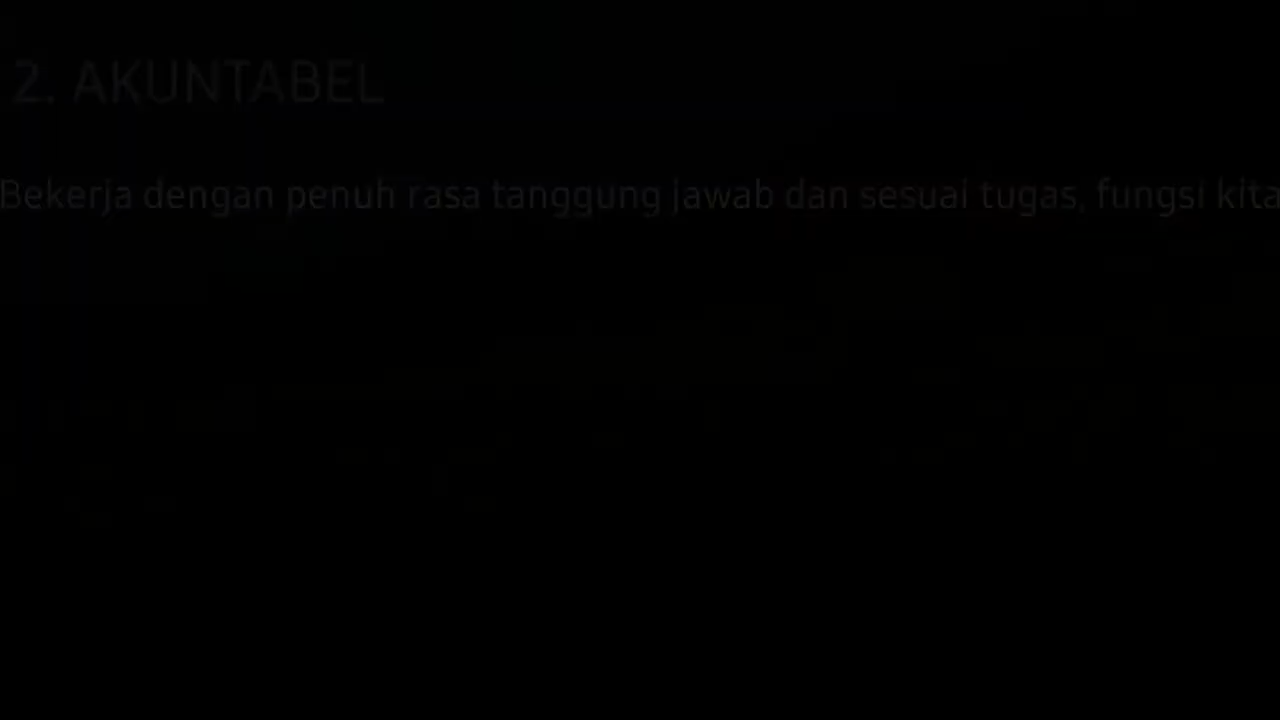 2. AKUNTABEL
Bekerja dengan penuh rasa tanggung jawab dan sesuai tugas, fungsi kita